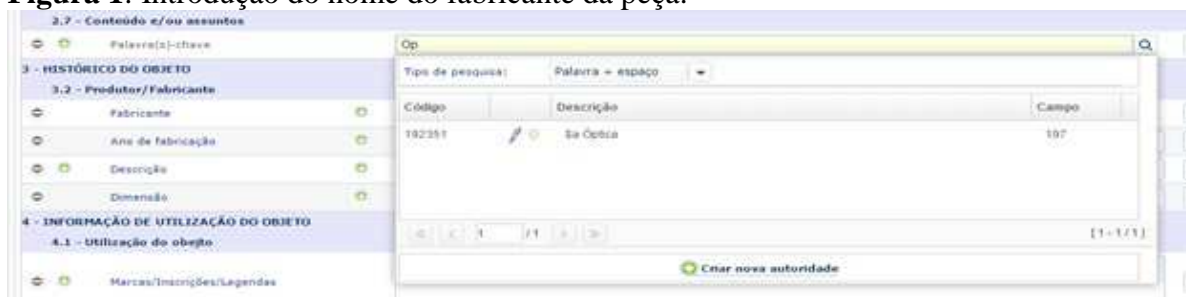 Figura 1. Introdução do nome do fabricante da peça.
2.7 - Conteúdo e/ou assuntos
Palavra(s)-chave
Op
3 - HISTÓRICO DO OBJETO
Tipo de pesquisa: Palavra + espaço
3.2 - Produtor/Fabricante
Código Descrição Campo
Fabricante
192351 Sa Óptica 197
Ano de fabricação
Descrição
Dimensão
4 - INFORMAÇÃO DE UTILIZAÇÃO DO OBJETO
1 /1 [1-1/1]
4.1 - Utilização do obejto
Criar nova autoridade
Marcas/Inscrições/Legendas